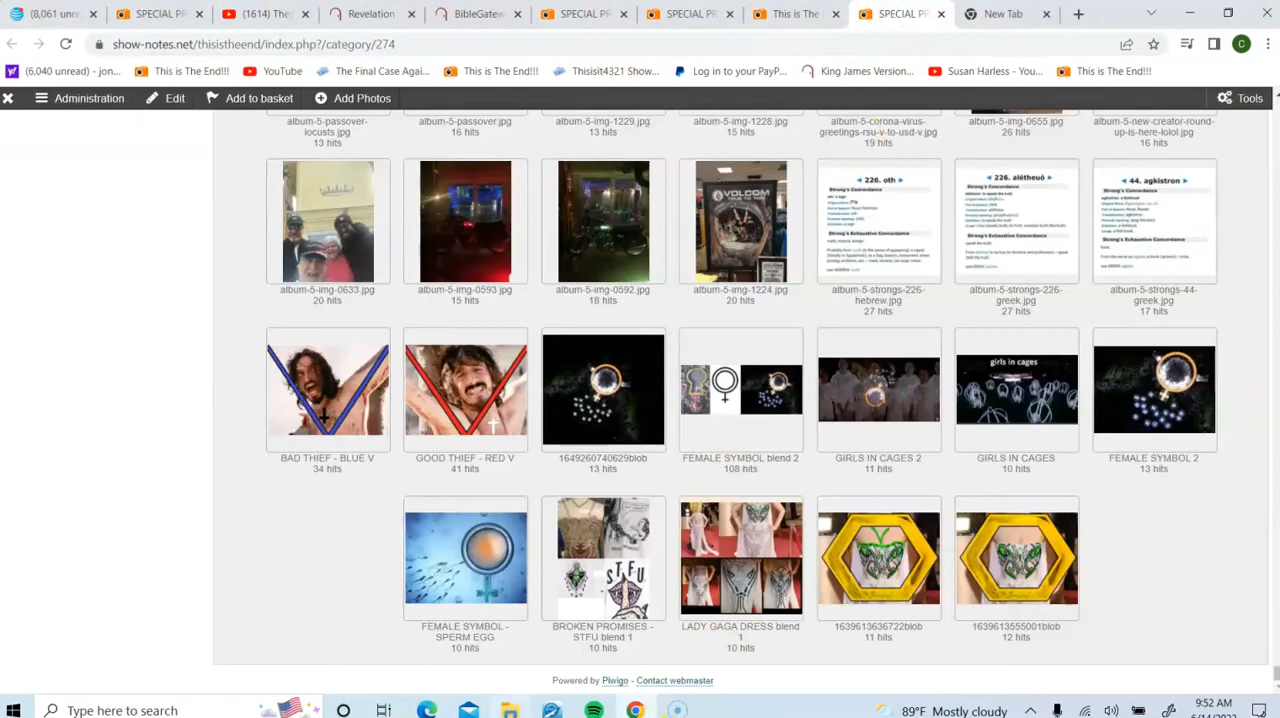 (8,061 unrea
SPECIAL PR
(1614) The
Revelation
BibleGatew
SPECIAL PR
SPECIAL PR
This is the E
SPECIAL PR
New Tab
show-notes.net/thisistheend/index.php?/category/274
(6,040 unread) - jon...
This is The End!!!
YouTube
The Final Case Agai...
This is The End!!!
Thisisit4321 Show...
Log in to your PayP...
King James Version...
Susan Harless - You...
This is The End!!!
Administration
Edit
Add to basket
Add Photos
Tools
album-5-passover-
locusts.jpg
13 hits
album-5-passover.jpg
16 hits
album-5-img-1229.jpg
13 hits
album-5-img-1228.jpg
15 hits
album-5-corona-virus-
greetings-rsu-v-to-usd-v.jpg
19 hits
album-5-img-0655.jpg
26 hits
album-5-new-creator-round-
up-is-here-lolol.jpg
16 hits
VOLCOM
226. oth
Strong's Concordance
Strong's Exhaustive Concordance
226. alétheuó
Strong's Concordance
Strong's Exhaustive Concordance
44. agkistron
Strong's Concordance
Strong's Exhaustive Concordance
album-5-img-0633.jpg
20 hits
album-5-img-0593.jpg
15 hits
album-5-img-0592.jpg
18 hits
album-5-img-1224.jpg
20 hits
album-5-strongs-226-
hebrew.jpg
27 hits
album-5-strongs-226-
greek.jpg
27 hits
album-5-strongs-44-
greek.jpg
17 hits
girls in cages
BAD THIEF - BLUE V
34 hits
GOOD THIEF - RED V
41 hits
1649260740629blob
13 hits
FEMALE SYMBOL blend 2
108 hits
GIRLS IN CAGES 2
11 hits
GIRLS IN CAGES
10 hits
FEMALE SYMBOL 2
13 hits
STFU
FEMALE SYMBOL -
SPERM EGG
10 hits
BROKEN PROMISES -
STFU blend 1
10 hits
LADY GAGA DRESS blend
1
10 hits
1639613636722blob
11 hits
1639613555001blob
12 hits
Powered by Piwigo - Contact webmaster
Type here to search
89°F Mostly cloudy
9:52 AM